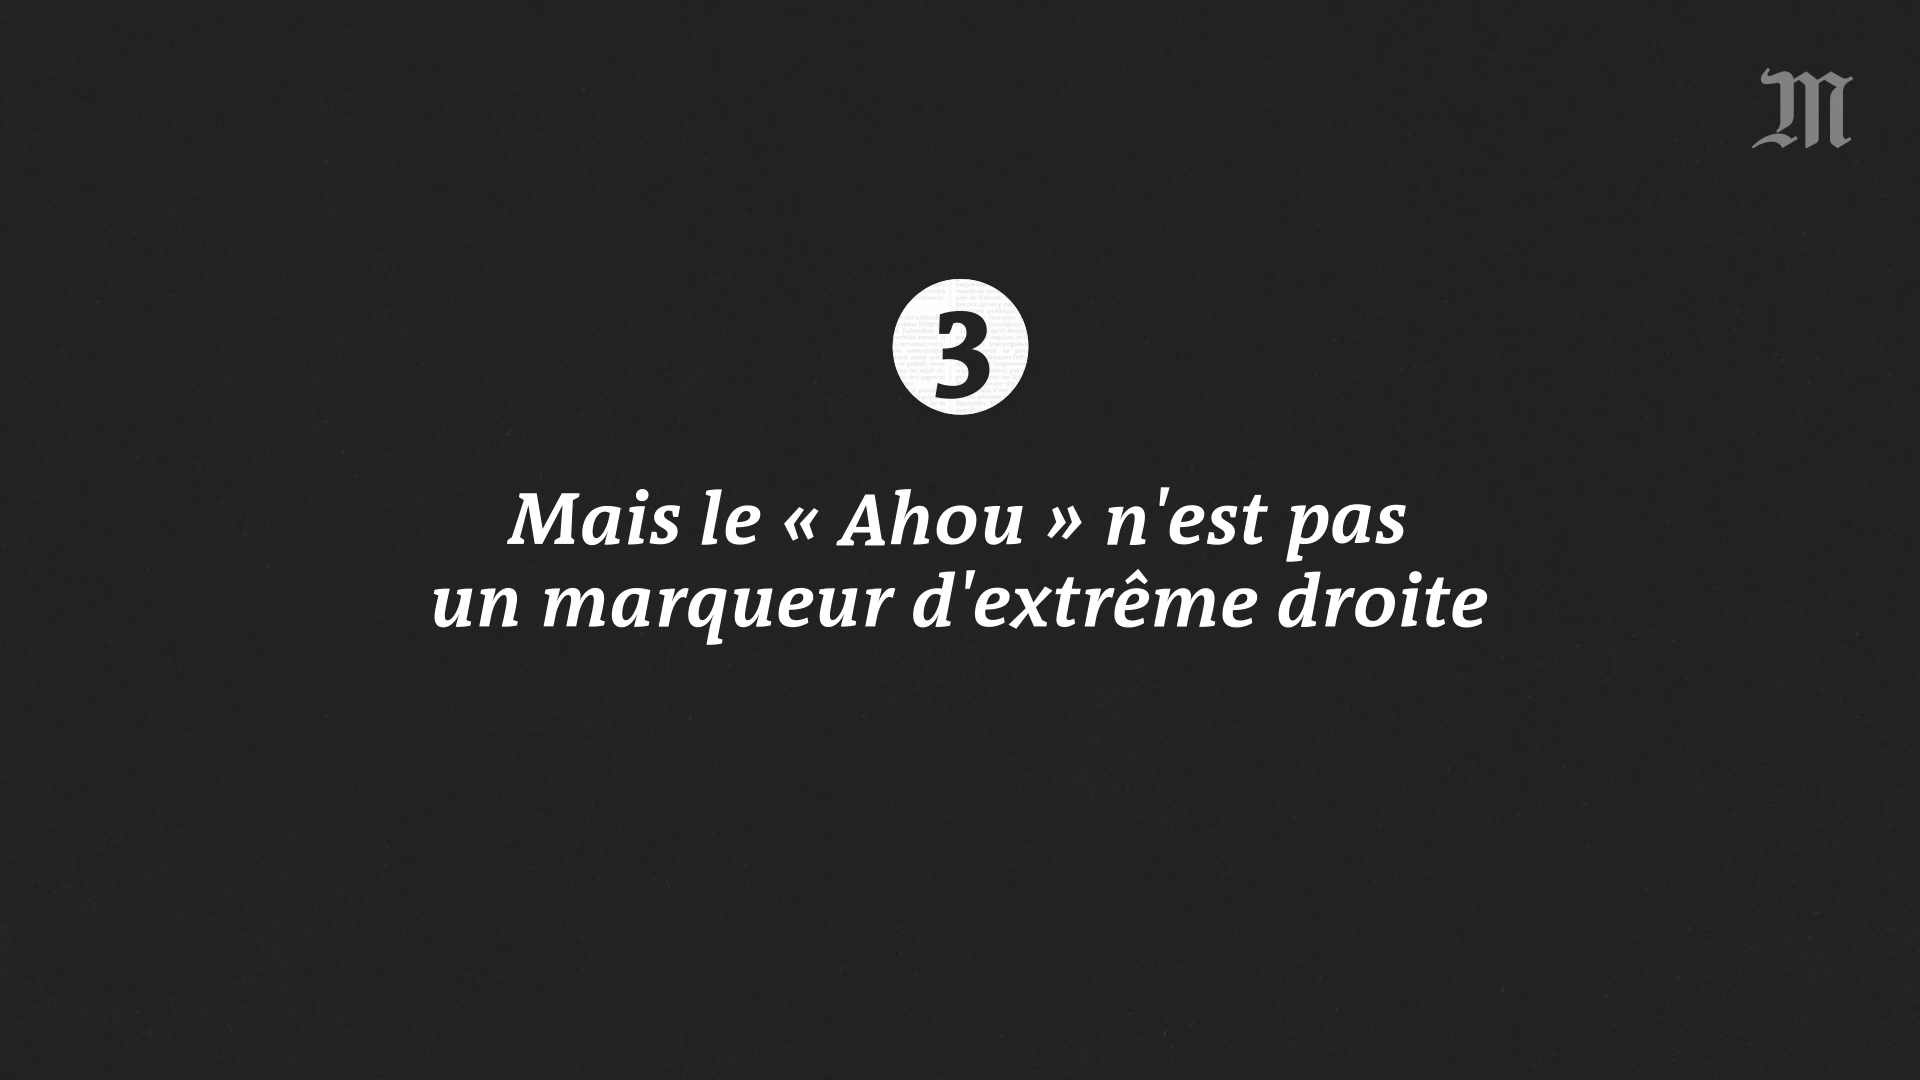 M
3
Mais le « Ahou » n'est pas
un marqueur d'extrême droite